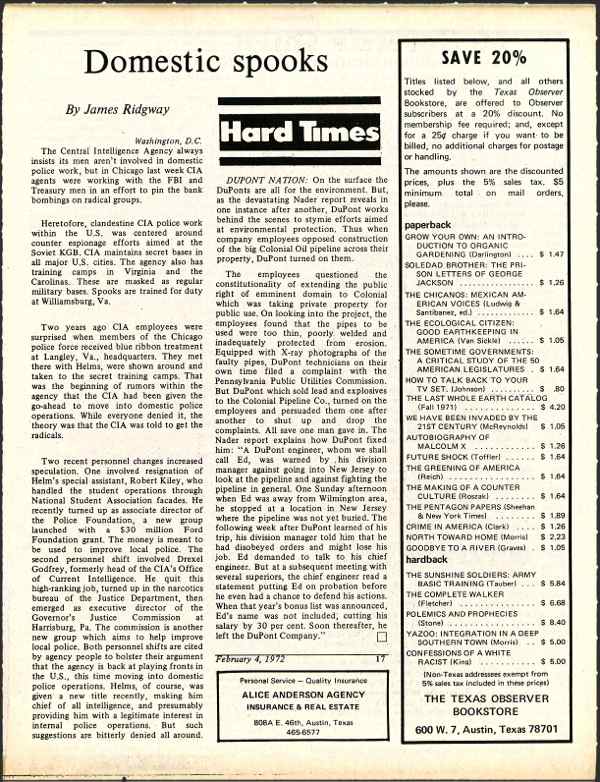 Domestic spooks
By James Ridgway
Washington, D.C.
The Central Intelligence Agency always
insists its men aren't involved in domestic
police work, but in Chicago last week CIA
agents were working with the FBI and
Treasury men in an effort to pin the bank
bombings on radical groups.
Heretofore, clandestine CIA police work
within the U.S. was centered around
counter espionage efforts aimed at the
Soviet KGB. CIA maintains secret bases in
all major U.S. cities. The agency also has
training camps in Virginia and the
Carolinas. These are masked as regular
military bases. Spooks are trained for duty
at Williamsburg, Va.
Two years ago CIA employees were
surprised when members of the Chicago
police force received blue ribbon treatment
at Langley, Va., headquarters. They met
there with Helms, were shown around and
taken to the secret training camps. That
was the beginning of rumors within the
agency that the CIA had been given the
go-ahead to move into domestic police
operations. While everyone denied it, the
theory was that the CIA was told to get the
radicals.
Two recent personnel changes increased
speculation. One involved resignation of
Helm's special assistant, Robert Kiley, who
handled the student operations through
National Student Association facades. He
recently turned up as associate director of
the Police Foundation, a new group
launched with a $30 million Ford
Foundation grant. The money is meant to
be used to improve local police. The
second personnel shift involved Drexel
Godfrey, formerly head of the CIA's Office
of Current Intelligence. He quit this
high-ranking job, turned up in the narcotics
bureau of the Justice Department, then
emerged as executive director of the
Governor's Justice Commission at
Harrisburg, Pa. The commission is another
new group which aims to help improve
local police. Both personnel shifts are cited
by agency people to bolster their argument
that the agency is back at playing fronts in
the U.S., this time moving into domestic
police operations. Helms, of course, was
given a new title recently, making him
chief of all intelligence, and presumably
providing him with a legitimate interest in
internal police operations. But such
suggestions are bitterly denied all around.
Hard Times
DUPONT NATION: On the surface the
DuPonts are all for the environment. But,
as the devastating Nader report reveals in
one instance after another, DuPont works
behind the scenes to stymie efforts aimed
at environmental protection. Thus when
company employees opposed construction
of the big Colonial Oil pipeline across their
property, DuPont turned on them.
The employees questioned the
constitutionality of extending the public
right of emminent domain to Colonial
which was taking private property for
public use. On looking into the project, the
employees found that the pipes to be
used were too thin, poorly welded and
inadequately protected from erosion.
Equipped with X-ray photographs of the
faulty pipes, DuPont technicians on their
own time filed a complaint with the
Pennsylvania Public Utilities Commission.
But DuPont which sold lead and explosives
to the Colonial Pipeline Co., turned on the
employees and persuaded them one after
another to shut up and drop the
complaints. All save one man gave in. The
Nader report explains how DuPont fixed
him: "A DuPont engineer, whom we shall
call Ed, was warned by his division
manager against going into New Jersey to
look at the pipeline and against fighting the
pipeline in general. One Sunday afternoon
when Ed was away from Wilmington area,
he stopped at a location in New Jersey
where the pipeline was not yet buried. The
following week after DuPont learned of his
trip, his division manager told him that he
had disobeyed orders and might lose his
job. Ed demanded to talk to his chief
engineer. But at a subsequent meeting with
several superiors, the chief engineer read a
statement putting Ed on probation before
he even had a chance to defend his actions.
When that year's bonus list was announced,
Ed's name was not included, cutting his
salary by 30 per cent. Soon thereafter, he
left the DuPont Company."
February 4, 1972 17
Personal Service — Quality Insurance
ALICE ANDERSON AGENCY
INSURANCE & REAL ESTATE
808A E. 46th, Austin, Texas
465-6577
SAVE 20%
Titles listed below, and all others
stocked by the Texas Observer
Bookstore, are offered to Observer
subscribers at a 20% discount. No
membership fee required; and, except
for a 25¢ charge if you want to be
billed, no additional charges for postage
or handling.
The amounts shown are the discounted
prices, plus the 5% sales tax. $5
minimum total on mail orders,
please.
paperback
GROW YOUR OWN: AN INTRO-
DUCTION TO ORGANIC
GARDENING (Darlington) .... $ 1.47
SOLEDAD BROTHER: THE PRI-
SON LETTERS OF GEORGE
JACKSON .............. $ 1.26
THE CHICANOS: MEXICAN AM-
ERICAN VOICES (Ludwig &
Santibanez, ed.) ............ $ 1.64
THE ECOLOGICAL CITIZEN:
GOOD EARTHKEEPING IN
AMERICA (Van Sickle) ...... $ 1.05
THE SOMETIME GOVERNMENTS:
A CRITICAL STUDY OF THE 50
AMERICAN LEGISLATURES . $ 1.64
HOW TO TALK BACK TO YOUR
TV SET. (Johnson) ......... $ .80
THE LAST WHOLE EARTH CATALOG
(Fall 1971) ............... $ 4.20
WE HAVE BEEN INVADED BY THE
21ST CENTURY (McReynolds) $ 1.05
AUTOBIOGRAPHY OF
MALCOLM X ............. $ 1.26
FUTURE SHOCK (Toffler) ...... $ 1.64
THE GREENING OF AMERICA
(Reich) .................. $ 1.64
THE MAKING OF A COUNTER
CULTURE (Roszak) ......... $ 1.64
THE PENTAGON PAPERS (Sheehan
& New York Times) ........ $ 1.89
CRIME IN AMERICA (Clark) .... $ 1.26
NORTH TOWARD HOME (Morris) $ 2.23
GOODBYE TO A RIVER (Graves) . $ 1.05
hardback
THE SUNSHINE SOLDIERS: ARMY
BASIC TRAINING (Tauber) ... $ 5.84
THE COMPLETE WALKER
(Fletcher) ................ $ 6.68
POLEMICS AND PROPHECIES
(Stone) .................. $ 8.40
YAZOO: INTEGRATION IN A DEEP
SOUTHERN TOWN (Morris) .. $ 5.00
CONFESSIONS OF A WHITE
RACIST (King) ............ $ 5.00
(Non-Texas addresses exempt from
5% sales tax included in these prices)
THE TEXAS OBSERVER
BOOKSTORE
600 W. 7, Austin, Texas 78701